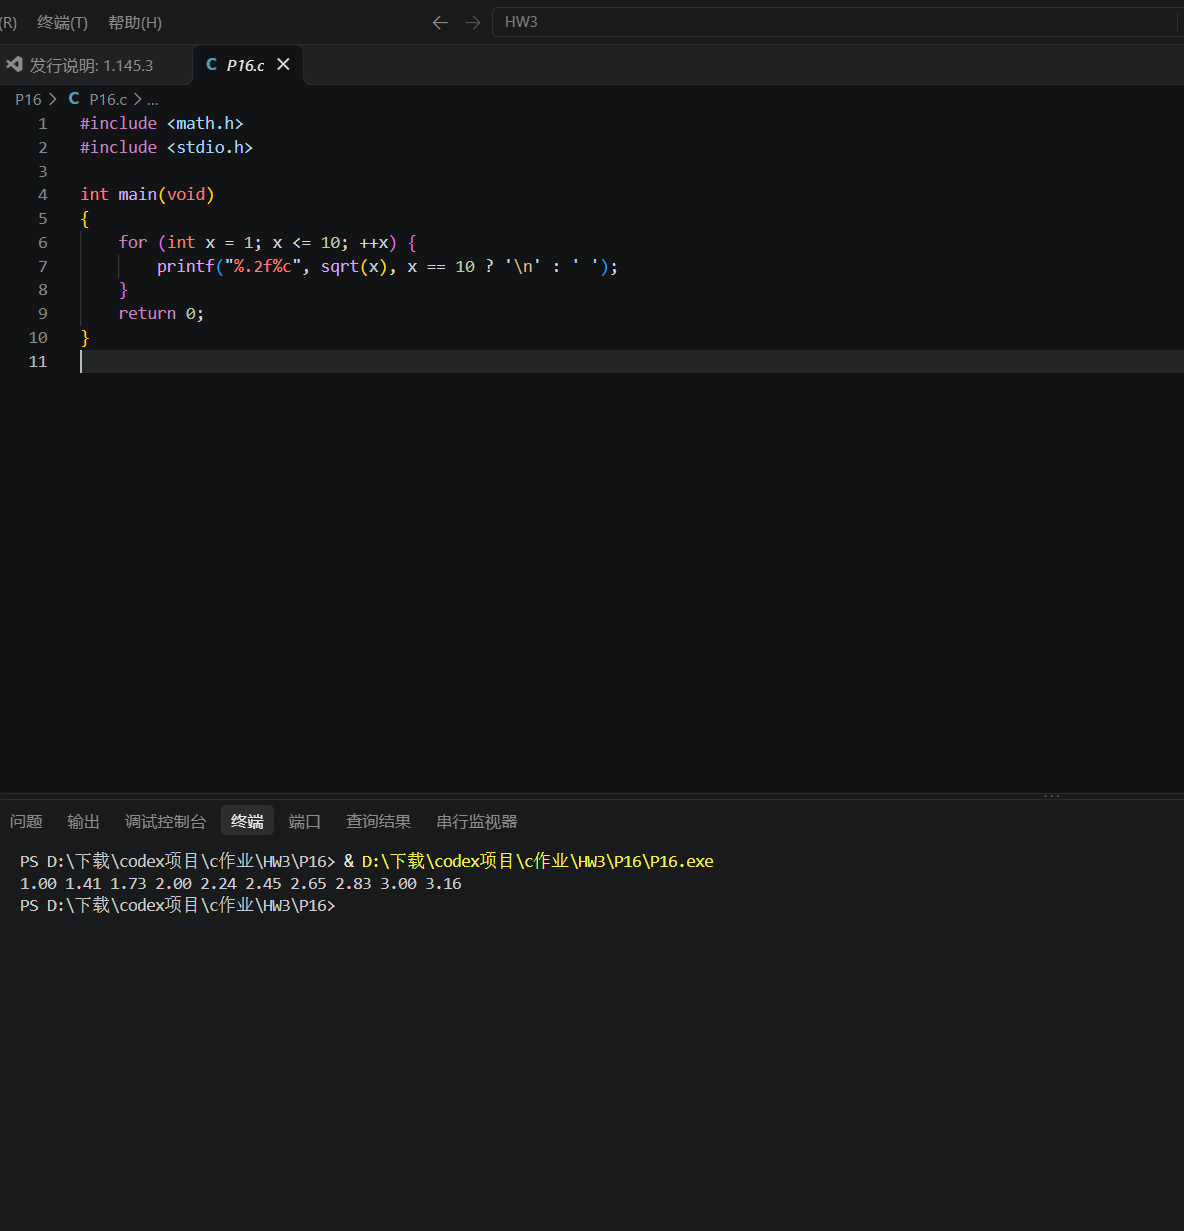 (R) 终端(T) 帮助(H) HW3
发行说明: 1.145.3 C P16.c
P16 > C P16.c > ...
1 #include <math.h>
2 #include <stdio.h>
3
4 int main(void)
5 {
6     for (int x = 1; x <= 10; ++x) {
7         printf("%.2f%c", sqrt(x), x == 10 ? '\n' : ' ');
8     }
9     return 0;
10 }
11
问题 输出 调试控制台 终端 端口 查询结果 串行监视器
PS D:\下载\codex项目\c作业\HW3\P16> & D:\下载\codex项目\c作业\HW3\P16\P16.exe
1.00 1.41 1.73 2.00 2.24 2.45 2.65 2.83 3.00 3.16
PS D:\下载\codex项目\c作业\HW3\P16>